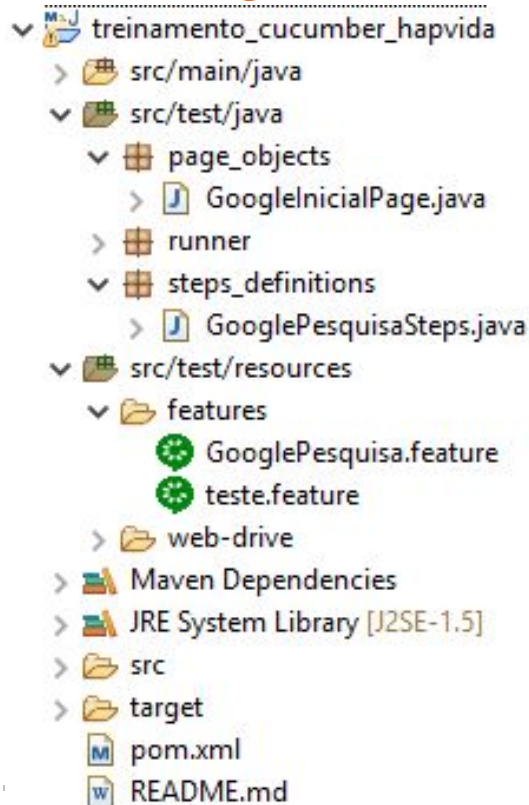 treinamento_cucumber_hapvida
src/main/java
src/test/java
page_objects
GoogleInicialPage.java
runner
steps_definitions
GooglePesquisaSteps.java
src/test/resources
features
GooglePesquisa.feature
teste.feature
web-drive
Maven Dependencies
JRE System Library [J2SE-1.5]
src
target
pom.xml
README.md